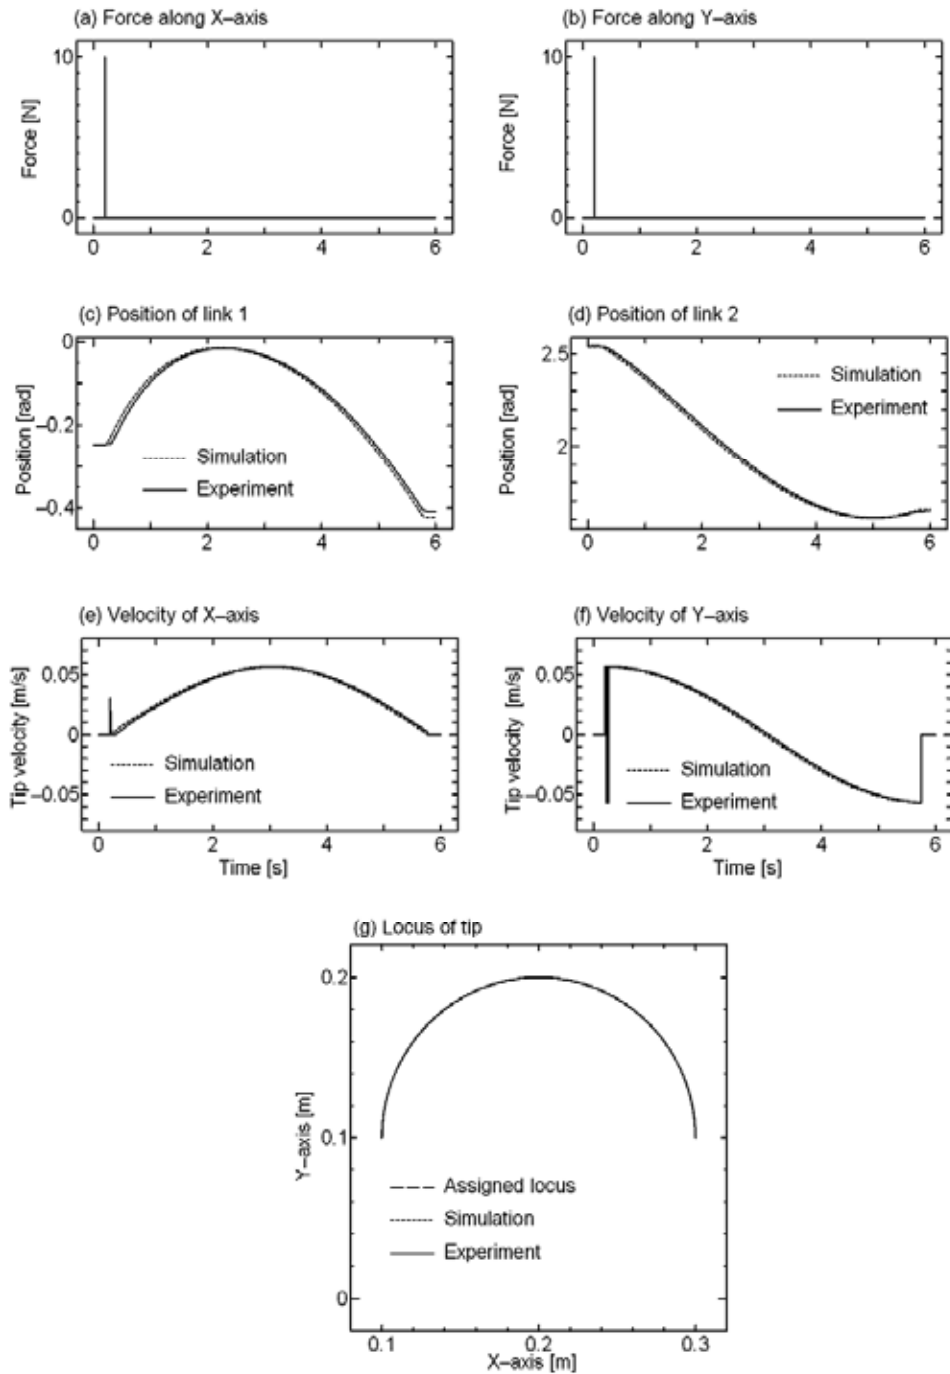 (a) Force along X–axis
(b) Force along Y–axis
Force [N]
10
0
0 2 4 6
Force [N]
10
0
0 2 4 6
(c) Position of link 1
(d) Position of link 2
Position [rad]
0
–0.2
–0.4
Simulation
Experiment
0 2 4 6
Position [rad]
2.5
2
Simulation
Experiment
0 2 4 6
(e) Velocity of X–axis
(f) Velocity of Y–axis
Tip velocity [m/s]
0.05
0
–0.05
Simulation
Experiment
0 2 4 6
Time [s]
Tip velocity [m/s]
0.05
0
–0.05
Simulation
Experiment
0 2 4 6
Time [s]
(g) Locus of tip
Y–axis [m]
0.2
0.1
0
Assigned locus
Simulation
Experiment
0.1 0.2 0.3
X–axis [m]